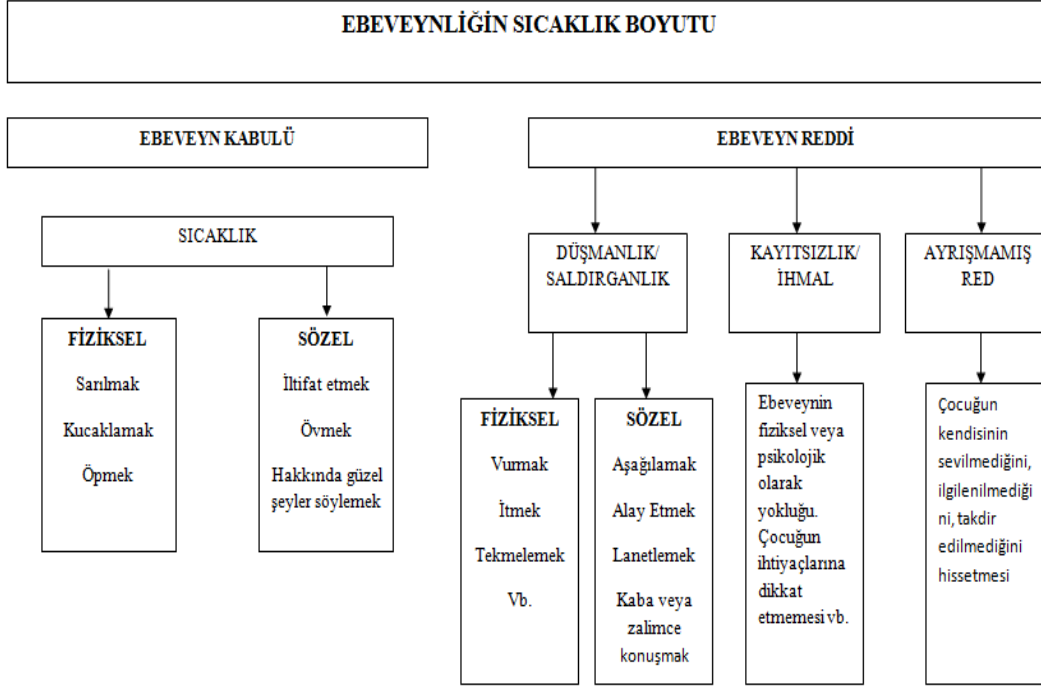 EBEVEYNLİĞİN SICAKLIK BOYUTU
EBEVEYN KABULÜ
EBEVEYN REDDİ
SICAKLIK
DÜŞMANLIK/
SALDIRGANLIK
KAYITSIZLIK/
İHMAL
AYRIŞMAMIŞ
RED
FİZİKSEL
Sarılmak
Kucaklamak
Öpmek
SÖZEL
İltifat etmek
Övmek
Hakkında güzel
şeyler söylemek
FİZİKSEL
Vurmak
İtmek
Tekmelemek
Vb.
SÖZEL
Aşağılamak
Alay Etmek
Lanetlemek
Kaba veya
zalimce
konuşmak
Ebeveynin
fiziksel veya
psikolojik
olarak
yokluğu.
Çocuğun
ihtiyaçlarına
dikkat
etmemesi vb.
Çocuğun
kendisinin
sevilmediğini,
ilgilenilmediği
ni, takdir
edilmediğini
hissetmesi